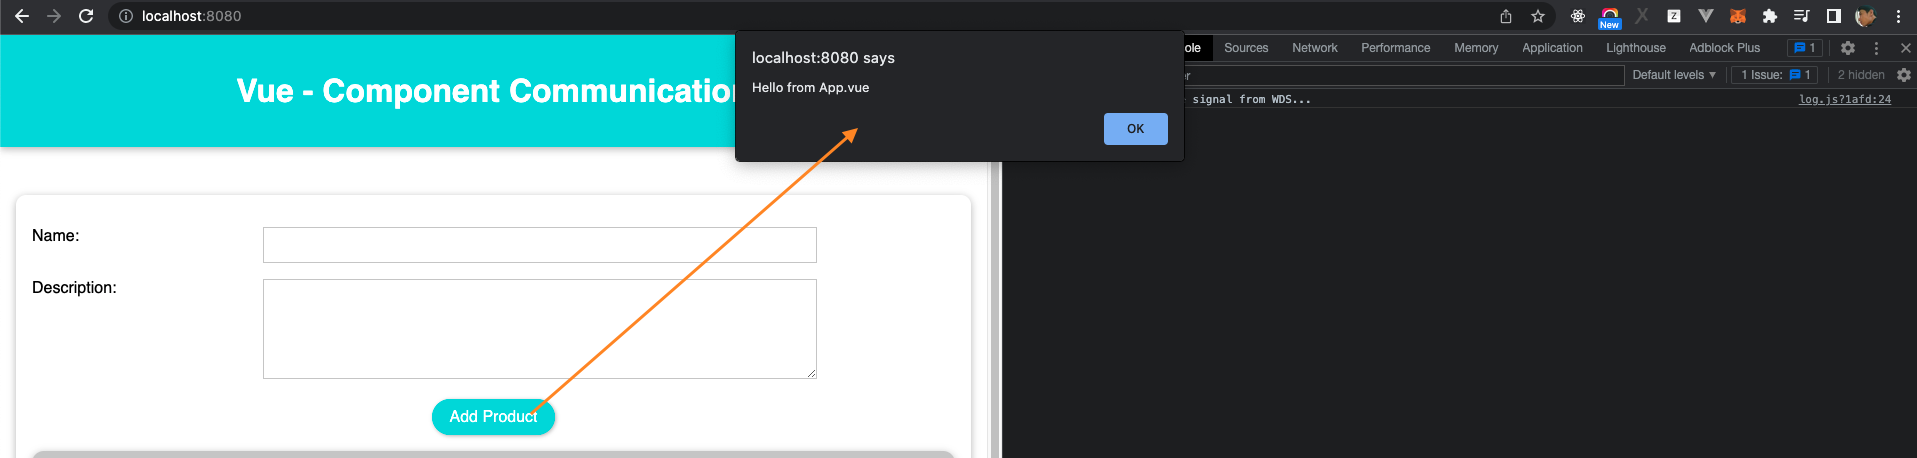 localhost:8080
New
Z
localhost:8080 says
Hello from App.vue
OK
Sources Network Performance Memory Application Lighthouse Adblock Plus 1
Default levels ▼ 1 Issue: 1 2 hidden
signal from WDS... log.js?1afd:24
Vue - Component Communication
Name:
Description:
Add Product